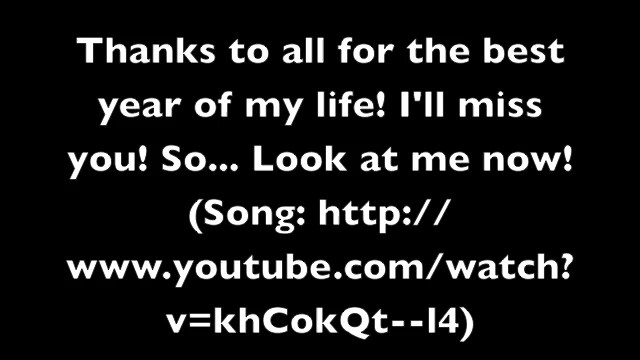 Thanks to all for the best
year of my life! I'll miss
you! So... Look at me now!
(Song: http://
www.youtube.com/watch?
v=khCokQt--l4)